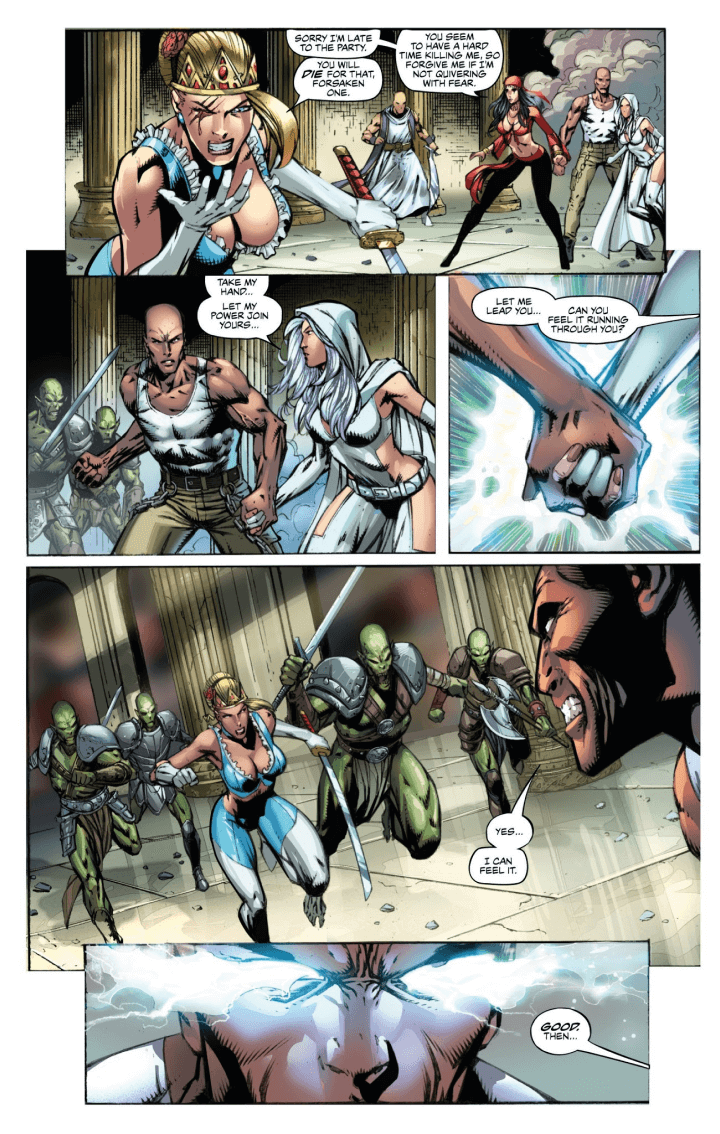 SORRY I'M LATE
TO THE PARTY.
YOU WILL
DIE FOR THAT,
FORSAKEN
ONE.
YOU SEEM
TO HAVE A HARD
TIME KILLING ME, SO
FORGIVE ME IF I'M
NOT QUIVERING
WITH FEAR.
TAKE MY
HAND...
LET MY
POWER JOIN
YOURS...
LET ME
LEAD YOU...
CAN YOU
FEEL IT RUNNING
THROUGH YOU?
YES...
I CAN
FEEL IT.
GOOD.
THEN...